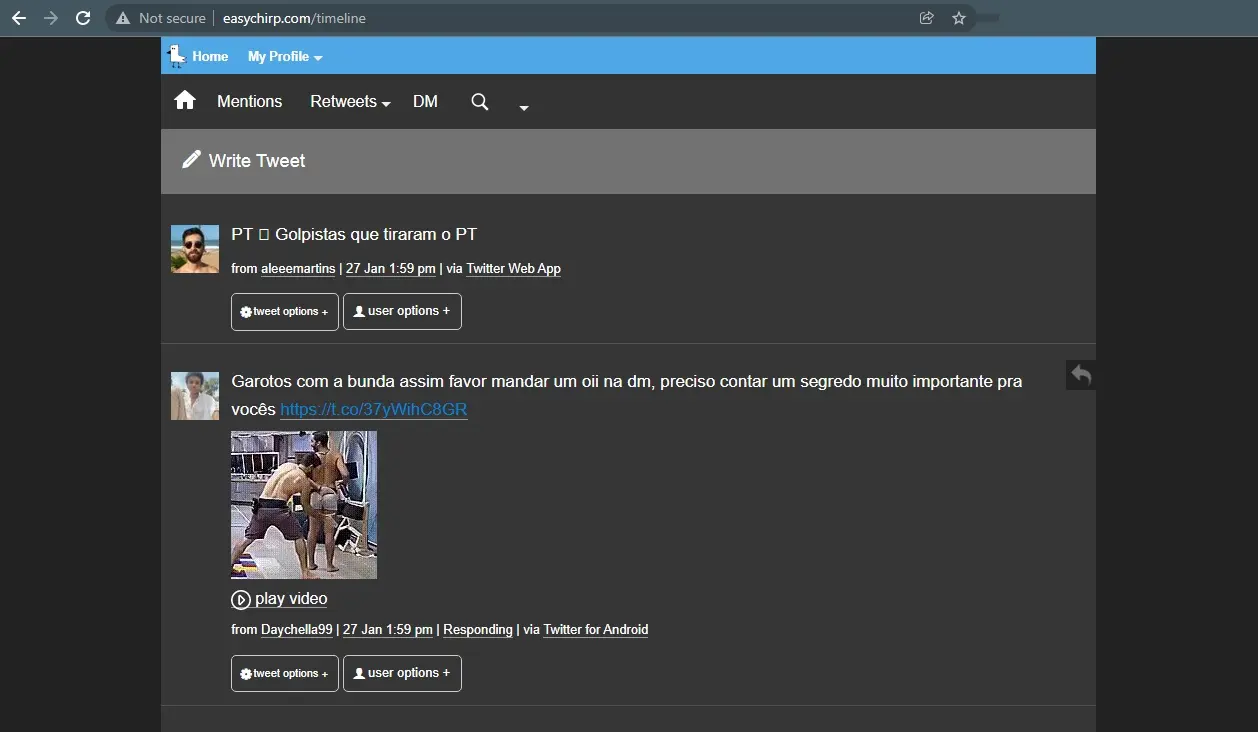 Not secure | easychirp.com/timeline
Home My Profile
Mentions Retweets DM
Write Tweet
PT Golpistas que tiraram o PT
from aleeemartins | 27 Jan 1:59 pm | via Twitter Web App
tweet options + user options +
Garotos com a bunda assim favor mandar um oii na dm, preciso contar um segredo muito importante pra
vocês https://t.co/37yWihC8GR
play video
from Daychella99 | 27 Jan 1:59 pm | Responding | via Twitter for Android
tweet options + user options +